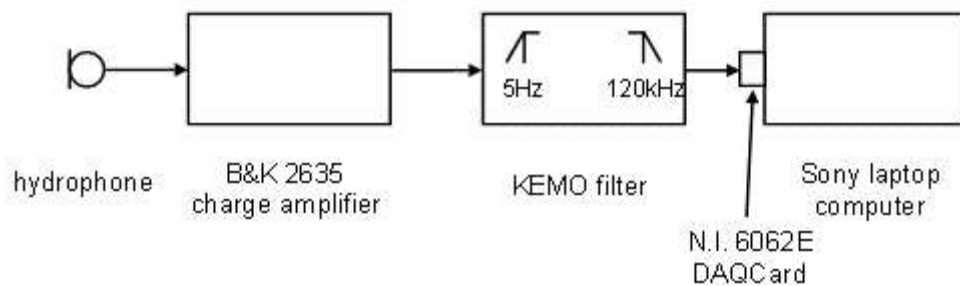 5Hz
120kHz
hydrophone
B&K 2635
charge amplifier
KEMO filter
Sony laptop
computer
N.I. 6062E
DAQCard